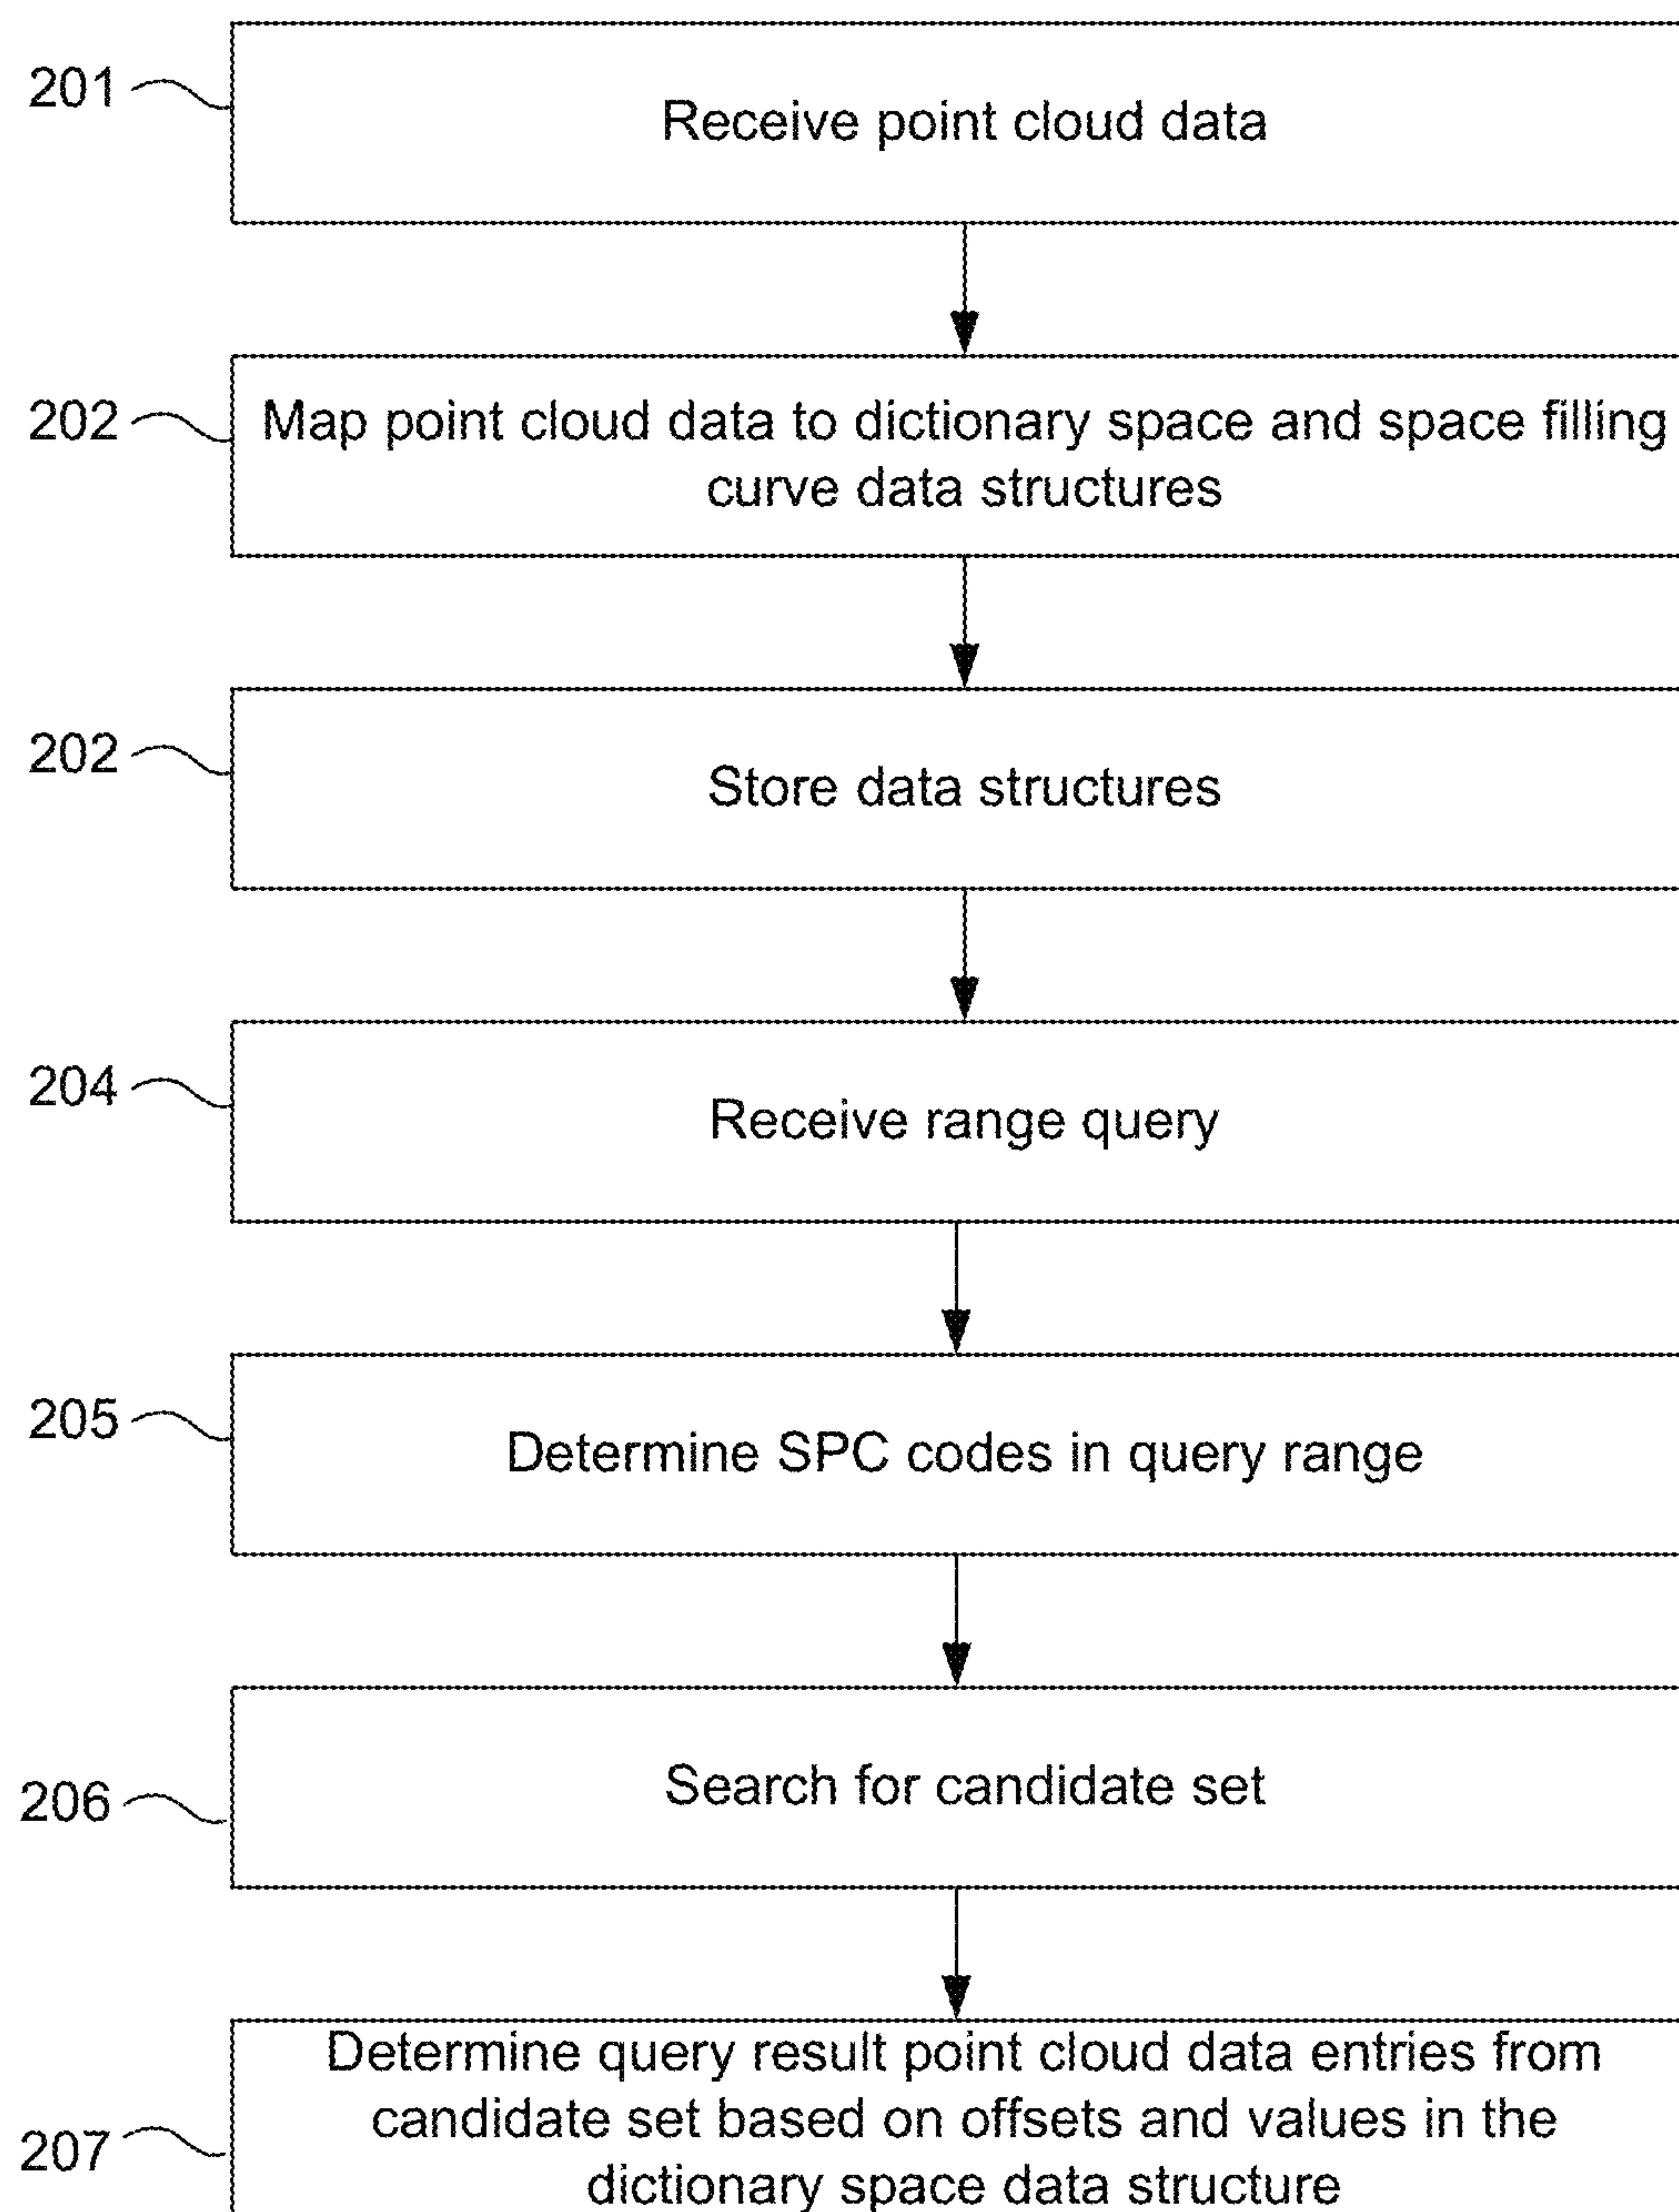 201
Receive point cloud data
202
Map point cloud data to dictionary space and space filling
curve data structures
202
Store data structures
204
Receive range query
205
Determine SPC codes in query range
206
Search for candidate set
207
Determine query result point cloud data entries from
candidate set based on offsets and values in the
dictionary space data structure